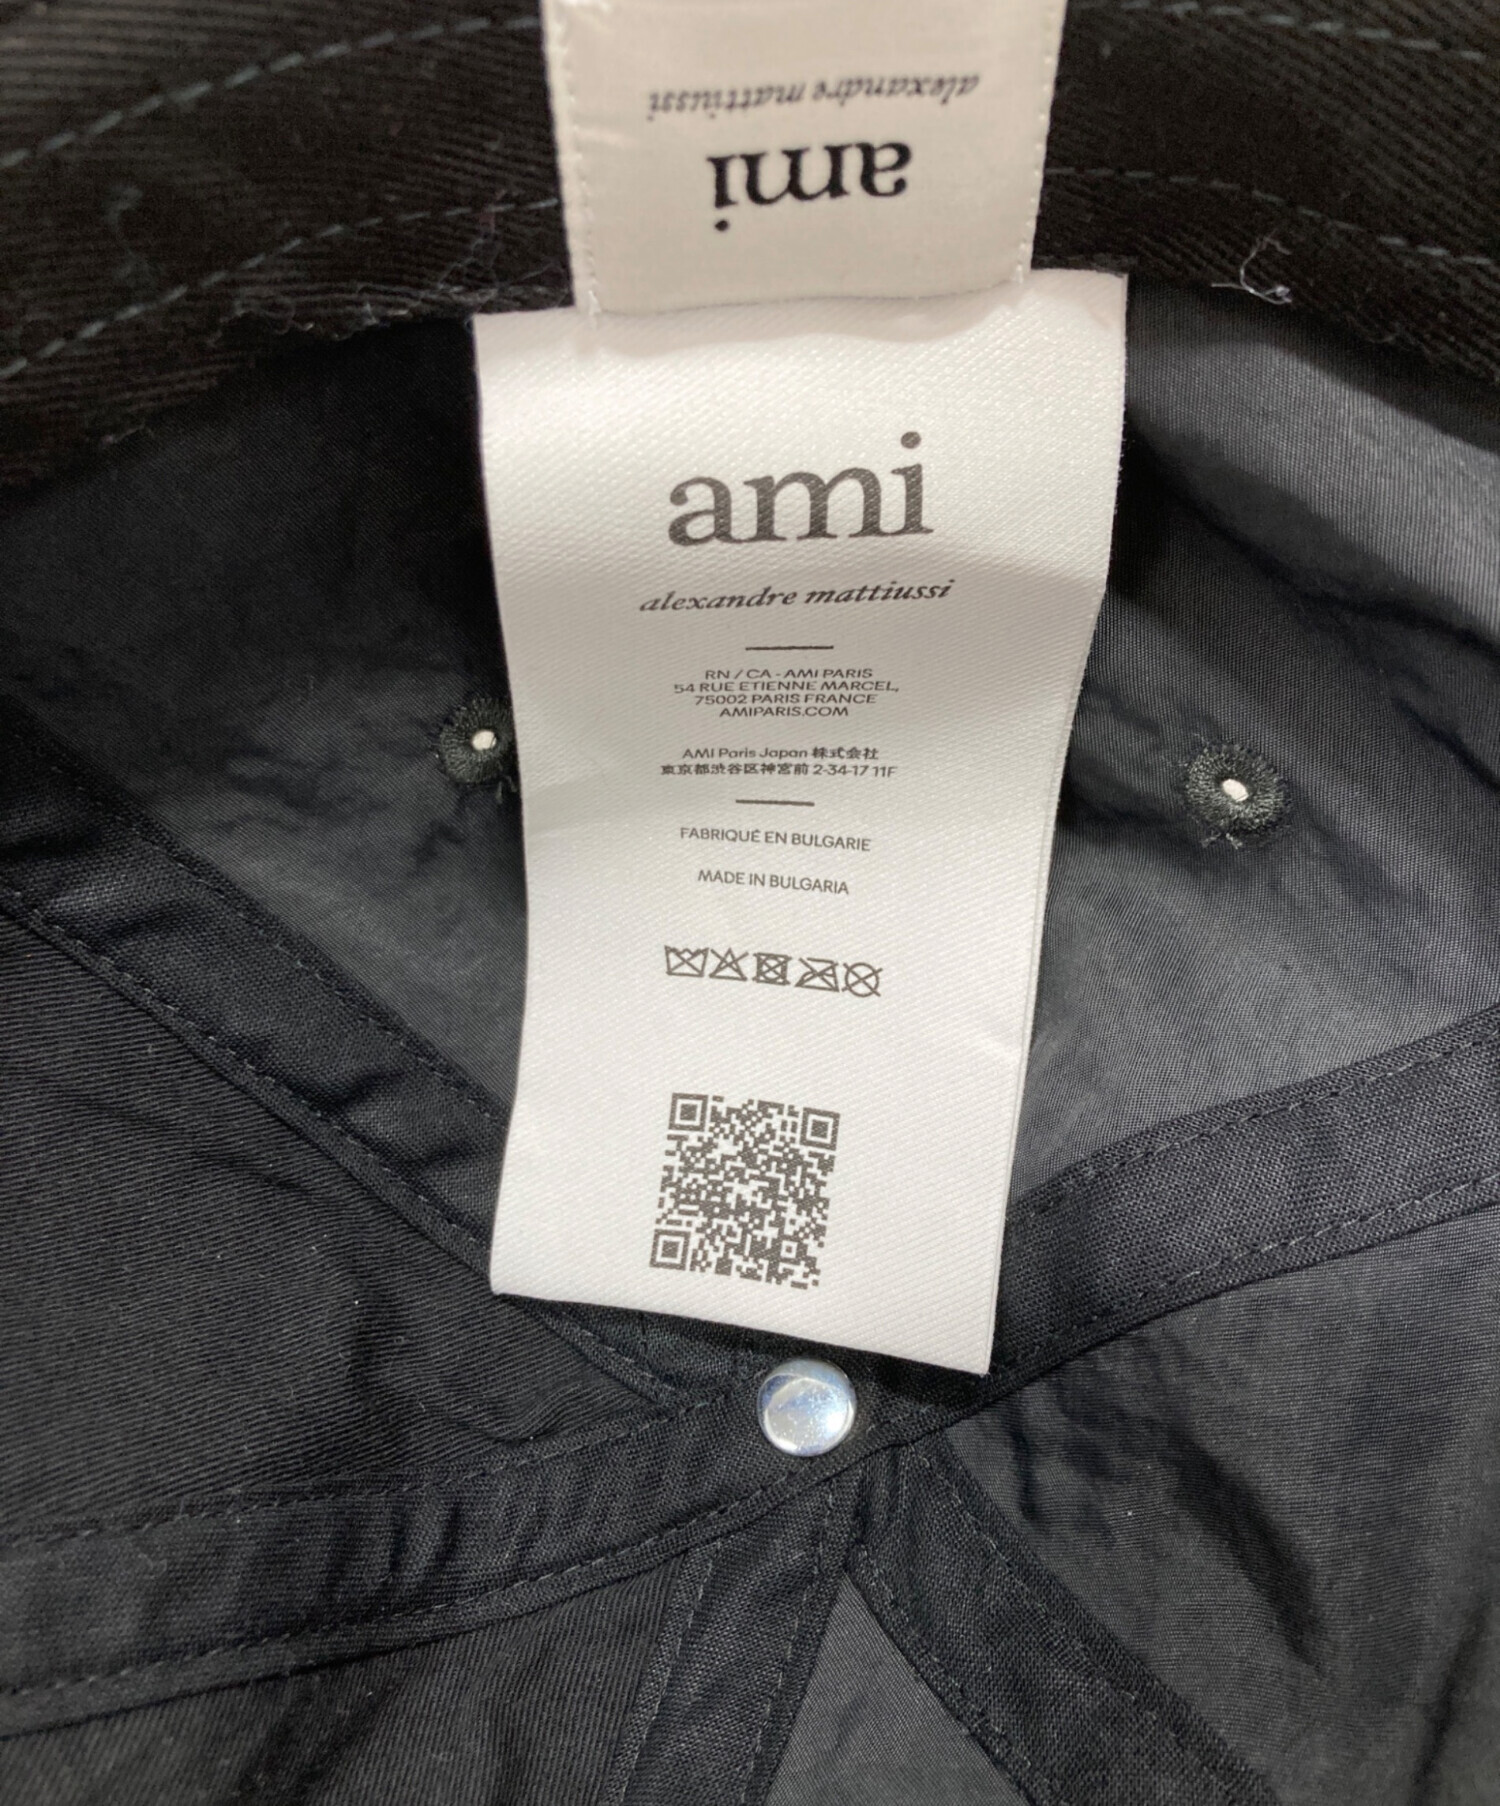 alexandre mattiussi
ami
ami
alexandre mattiussi
RN / CA - AMI PARIS
54 RUE ETIENNE MARCEL,
75002 PARIS FRANCE
AMIPARIS.COM
AMI Paris Japan 株式会社
東京都渋谷区神宮前 2-34-17 11F
FABRIQUÉ EN BULGARIE
MADE IN BULGARIA